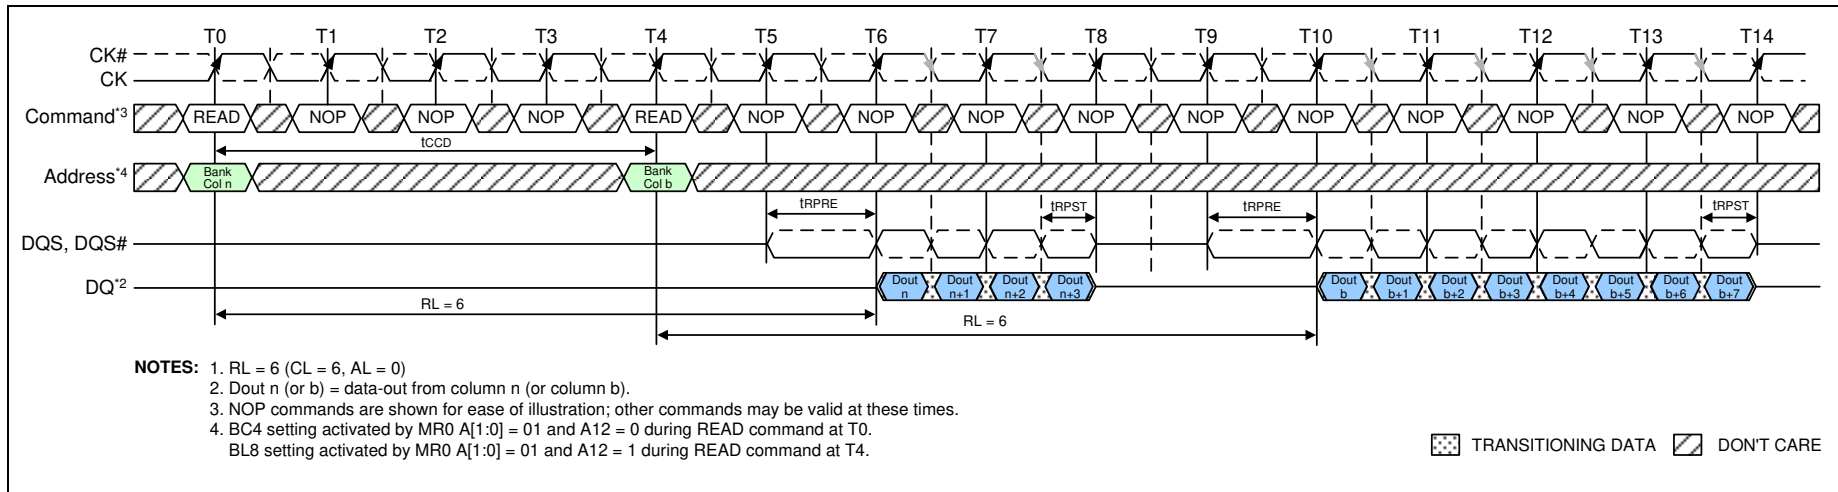 T0 T1 T2 T3 T4 T5 T6 T7 T8 T9 T10 T11 T12 T13 T14
CK#
CK
Command*3 READ NOP NOP NOP READ NOP NOP NOP NOP NOP NOP NOP NOP NOP NOP
tCCD
Address*4 Bank Col n Bank Col b
tRPRE tRPST tRPRE tRPST
DQS, DQS#
DQ*2 Dout n Dout n+1 Dout n+2 Dout n+3 Dout b Dout b+1 Dout b+2 Dout b+3 Dout b+4 Dout b+5 Dout b+6 Dout b+7
RL = 6
RL = 6
NOTES: 1. RL = 6 (CL = 6, AL = 0)
2. Dout n (or b) = data-out from column n (or column b).
3. NOP commands are shown for ease of illustration; other commands may be valid at these times.
4. BC4 setting activated by MR0 A[1:0] = 01 and A12 = 0 during READ command at T0.
BL8 setting activated by MR0 A[1:0] = 01 and A12 = 1 during READ command at T4.
TRANSITIONING DATA DON'T CARE